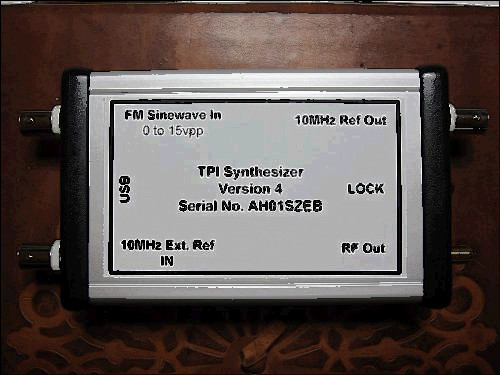 FM Sinewave In
0 to 15vpp
10MHz Ref Out
TPI Synthesizer
USB
Version 4
LOCK
Serial No. AH01SZEB
10MHz Ext. Ref
IN
RF Out